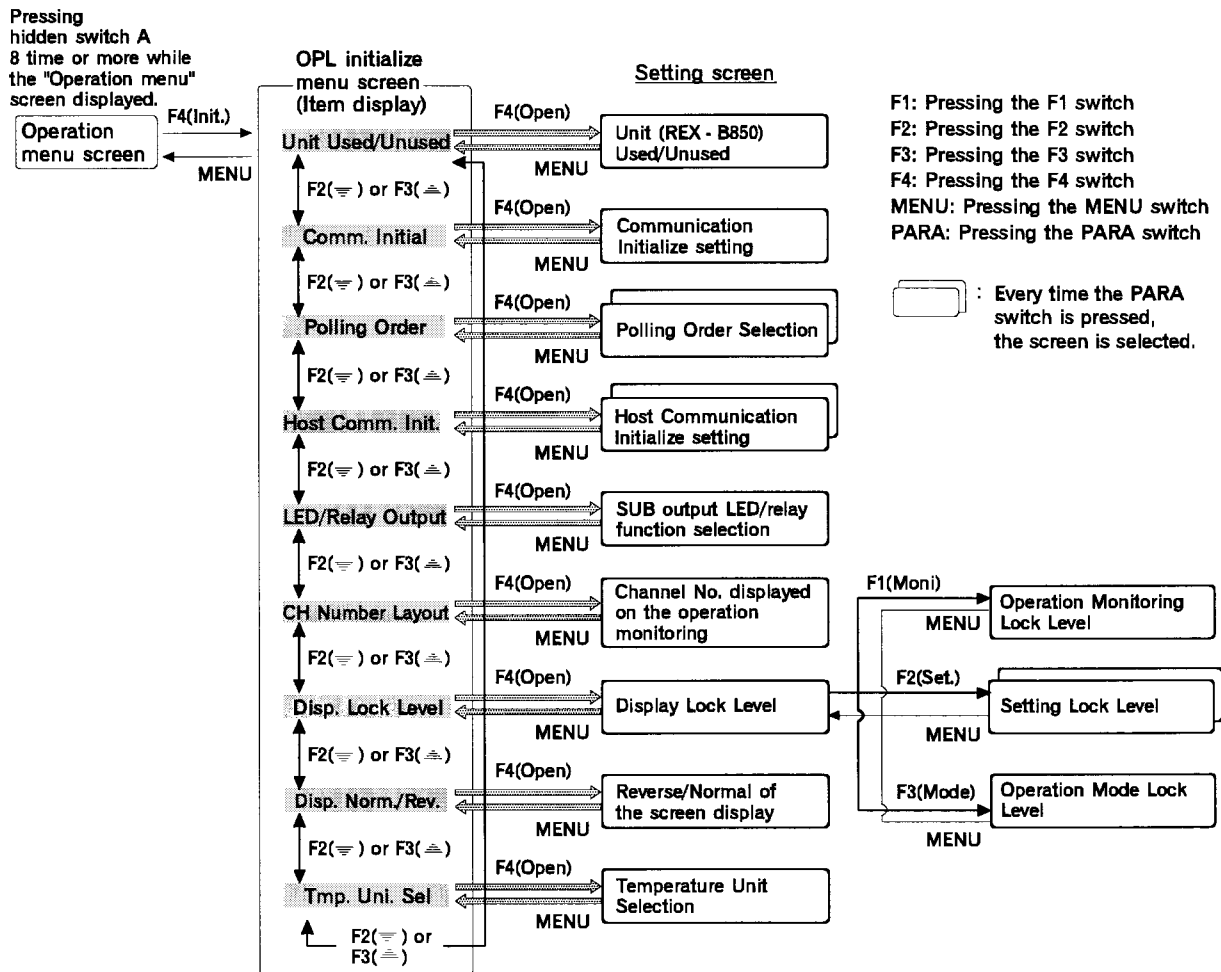 Pressing
hidden switch A
8 time or more while
the "Operation menu"
screen displayed.
F4(Init.)
Operation
menu screen
MENU
OPL initialize
menu screen
(Item display)
Setting screen
Unit Used/Unused
F4(Open)
MENU
Unit (REX - B850)
Used/Unused
F2( ) or F3( )
Comm. Initial
F4(Open)
MENU
Communication
Initialize setting
F2( ) or F3( )
Polling Order
F4(Open)
MENU
Polling Order Selection
F2( ) or F3( )
Host Comm. Init.
F4(Open)
MENU
Host Communication
Initialize setting
F2( ) or F3( )
LED/Relay Output
F4(Open)
MENU
SUB output LED/relay
function selection
F2( ) or F3( )
CH Number Layout
F4(Open)
MENU
Channel No. displayed
on the operation
monitoring
F2( ) or F3( )
Disp. Lock Level
F4(Open)
MENU
Display Lock Level
F2( ) or F3( )
Disp. Norm./Rev.
F4(Open)
MENU
Reverse/Normal of
the screen display
F2( ) or F3( )
Tmp. Uni. Sel
F4(Open)
MENU
Temperature Unit
Selection
F2( ) or
F3( )
F1(Moni)
MENU
Operation Monitoring
Lock Level
F2(Set.)
MENU
Setting Lock Level
F3(Mode)
MENU
Operation Mode Lock
Level
F1: Pressing the F1 switch
F2: Pressing the F2 switch
F3: Pressing the F3 switch
F4: Pressing the F4 switch
MENU: Pressing the MENU switch
PARA: Pressing the PARA switch
: Every time the PARA
switch is pressed,
the screen is selected.